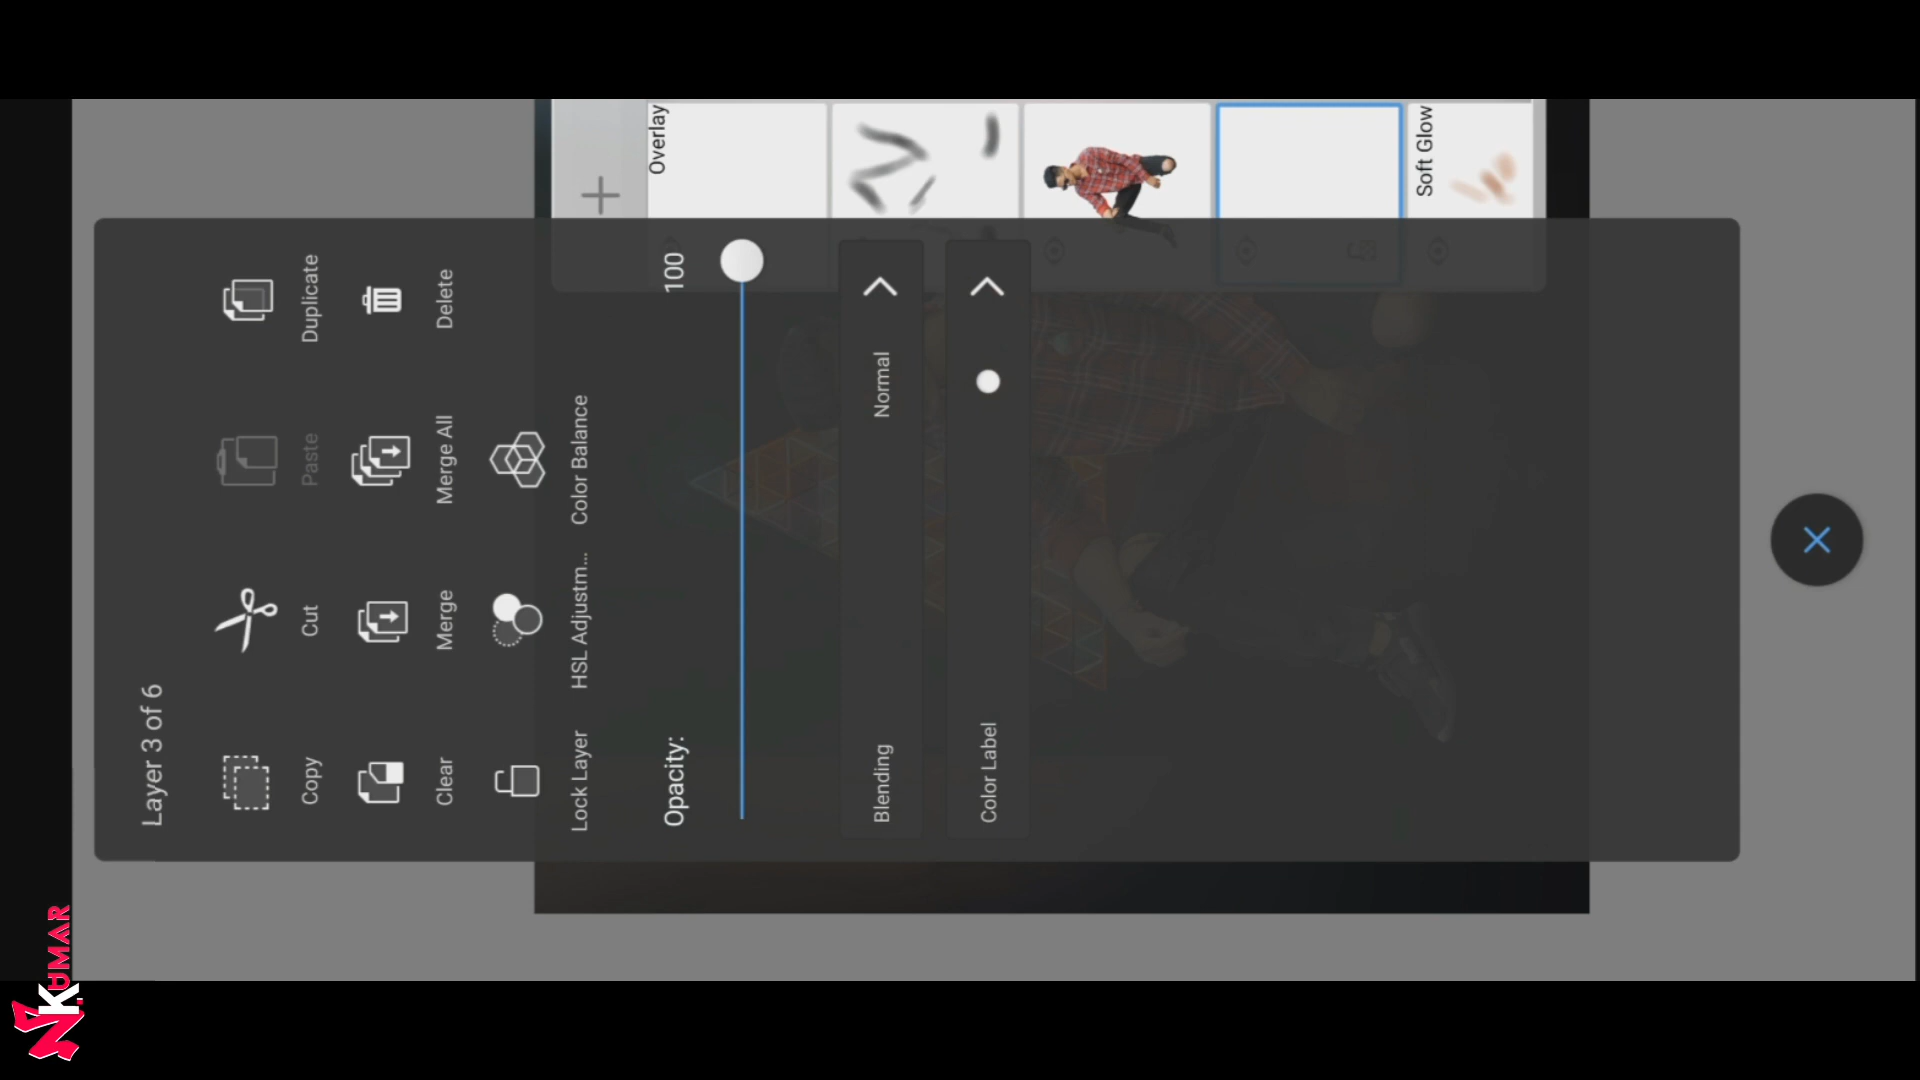 Layer 3 of 6
Copy
Cut
Paste
Duplicate
Clear
Merge
Merge All
Delete
Lock Layer
HSL Adjustm...
Color Balance
Opacity:
100
Blending
Normal
Color Label
Overlay
Soft Glow
NK KUMAR